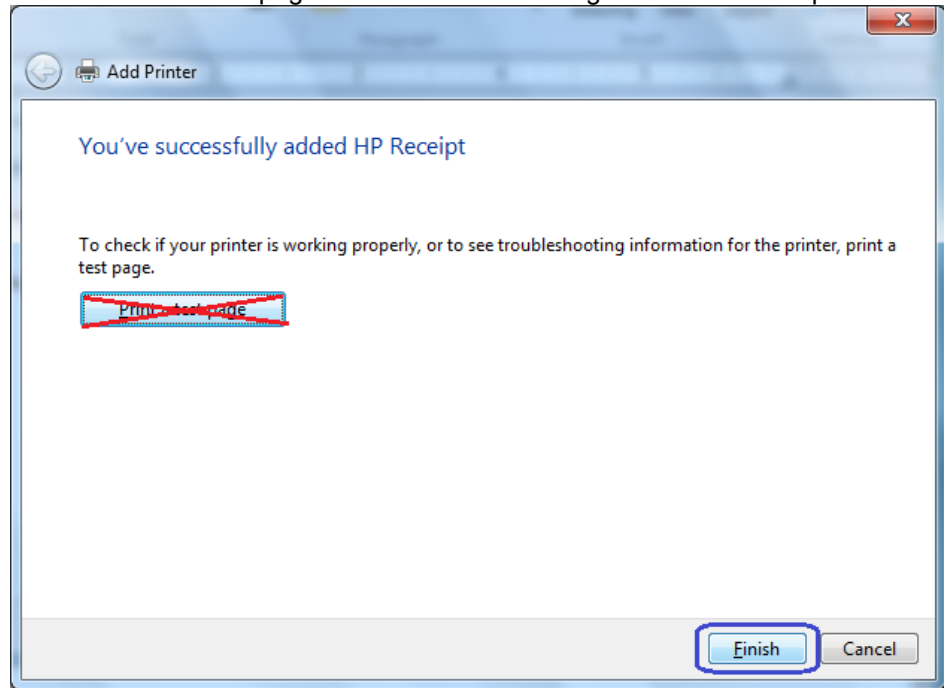 Add Printer
You've successfully added HP Receipt
To check if your printer is working properly, or to see troubleshooting information for the printer, print a
test page.
Print a test page
Finish
Cancel